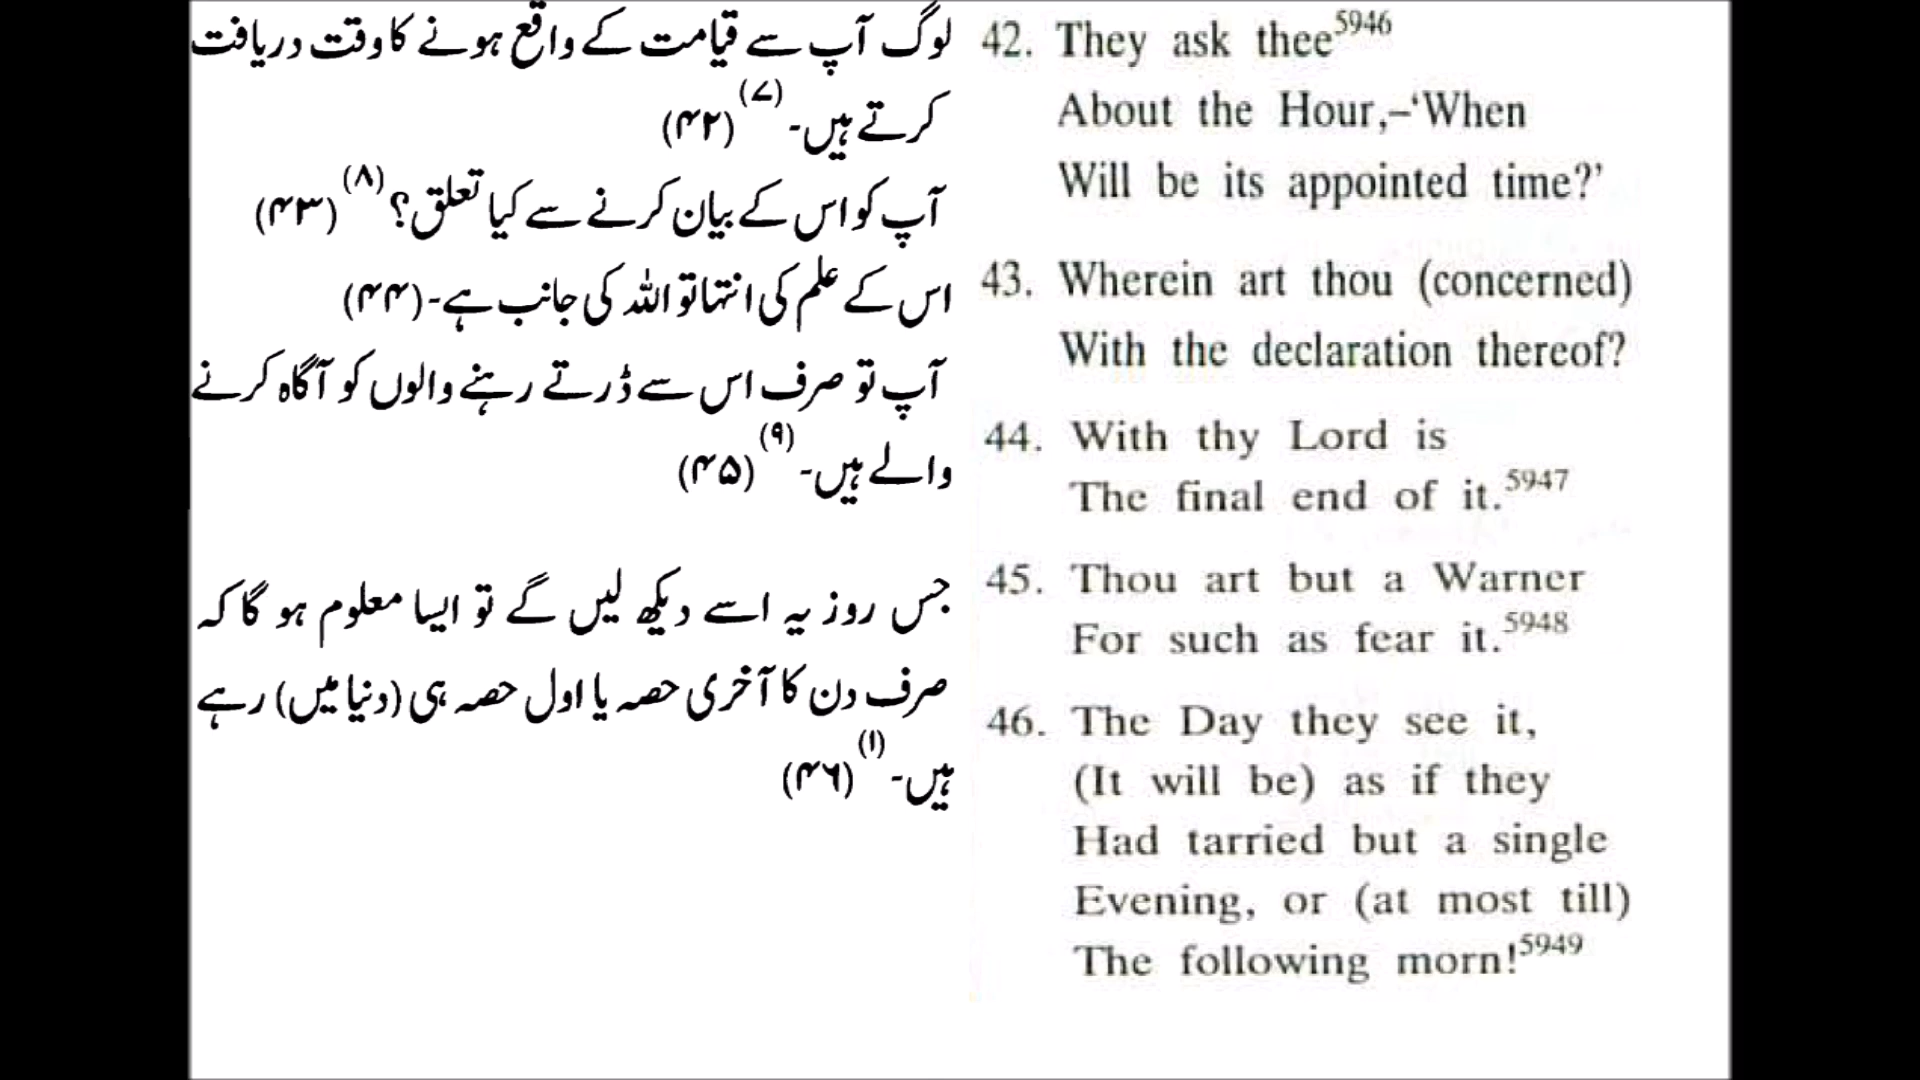 لوگ آپ سے قیامت کے واقع ہونے کا وقت دریافت
کرتے ہیں۔ (۷) (۴۲)
آپ کو اس کے بیان کرنے سے کیا تعلق؟ (۸) (۴۳)
اس کے علم کی انتہا تو اللہ کی جانب ہے۔ (۴۴)
آپ تو صرف اس سے ڈرتے رہنے والوں کو آگاہ کرنے
والے ہیں۔ (۹) (۴۵)
جس روز یہ اسے دیکھ لیں گے تو ایسا معلوم ہو گا کہ
صرف دن کا آخری حصہ یا اول حصہ ہی (دنیا میں) رہے
ہیں۔ (۱) (۴۶)
42. They ask thee5946
About the Hour,–‘When
Will be its appointed time?’
43. Wherein art thou (concerned)
With the declaration thereof?
44. With thy Lord is
The final end of it.5947
45. Thou art but a Warner
For such as fear it.5948
46. The Day they see it,
(It will be) as if they
Had tarried but a single
Evening, or (at most till)
The following morn!5949